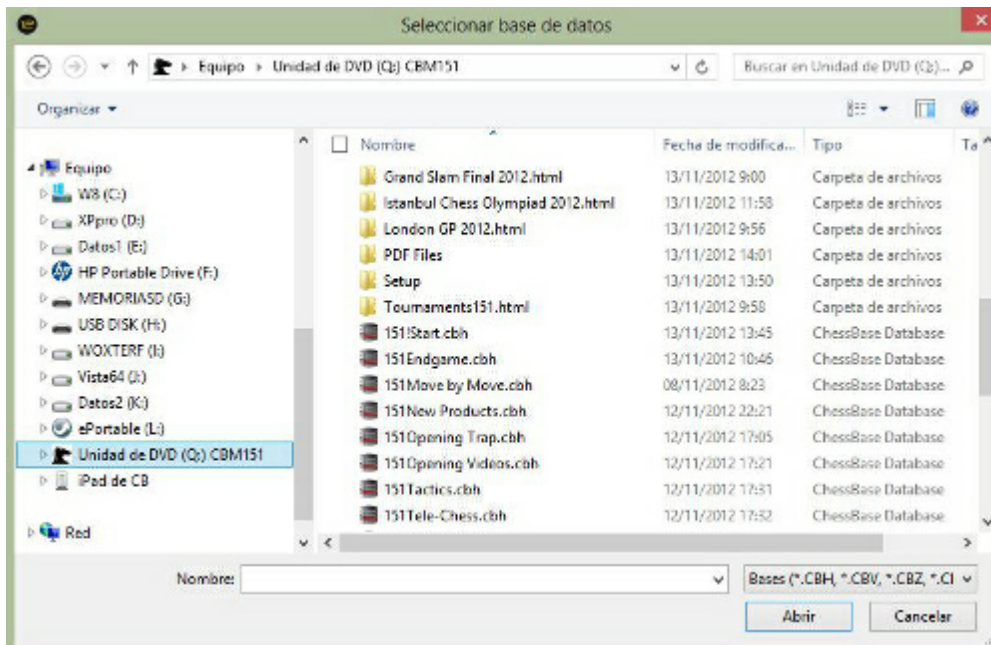 Seleccionar base de datos
Equipo Unidad de DVD (Q:) CBM151 Buscar en Unidad de DVD (Q:)...
Organizar
Nombre Fecha de modifica... Tipo Ta
Equipo
W8 (C:)
XPpro (D:)
Datos1 (E:)
HP Portable Drive (F:)
MEMORIASD (G:)
USB DISK (H:)
WOXTERF (I:)
Vista64 (J:)
Datos2 (K:)
ePortable (L:)
Unidad de DVD (Q:) CBM151
iPad de CB
Red
Grand Slam Final 2012.html 13/11/2012 9:00 Carpeta de archivos
Istanbul Chess Olympiad 2012.html 13/11/2012 11:58 Carpeta de archivos
London GP 2012.html 13/11/2012 9:56 Carpeta de archivos
PDF Files 13/11/2012 14:01 Carpeta de archivos
Setup 13/11/2012 13:50 Carpeta de archivos
Tournaments151.html 13/11/2012 9:58 Carpeta de archivos
151!Start.cbh 13/11/2012 13:45 ChessBase Database
151Endgame.cbh 13/11/2012 10:46 ChessBase Database
151Move by Move.cbh 08/11/2012 8:23 ChessBase Database
151New Products.cbh 12/11/2012 22:21 ChessBase Database
151Opening Trap.cbh 12/11/2012 17:05 ChessBase Database
151Opening Videos.cbh 12/11/2012 17:21 ChessBase Database
151Tactics.cbh 12/11/2012 17:31 ChessBase Database
151Tele-Chess.cbh 12/11/2012 17:32 ChessBase Database
Nombre: Bases (*.CBH, *.CBV, *.CBZ, *.CI
Abrir Cancelar